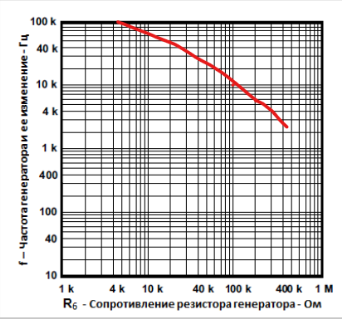 f – Частота генератора и ее изменение - Гц
100 k
40 k
10 k
4 k
1 k
400
100
40
10
1 k 4 k 10 k 40 k 100 k 400 k 1 M
R6 - Сопротивление резистора генератора - Ом